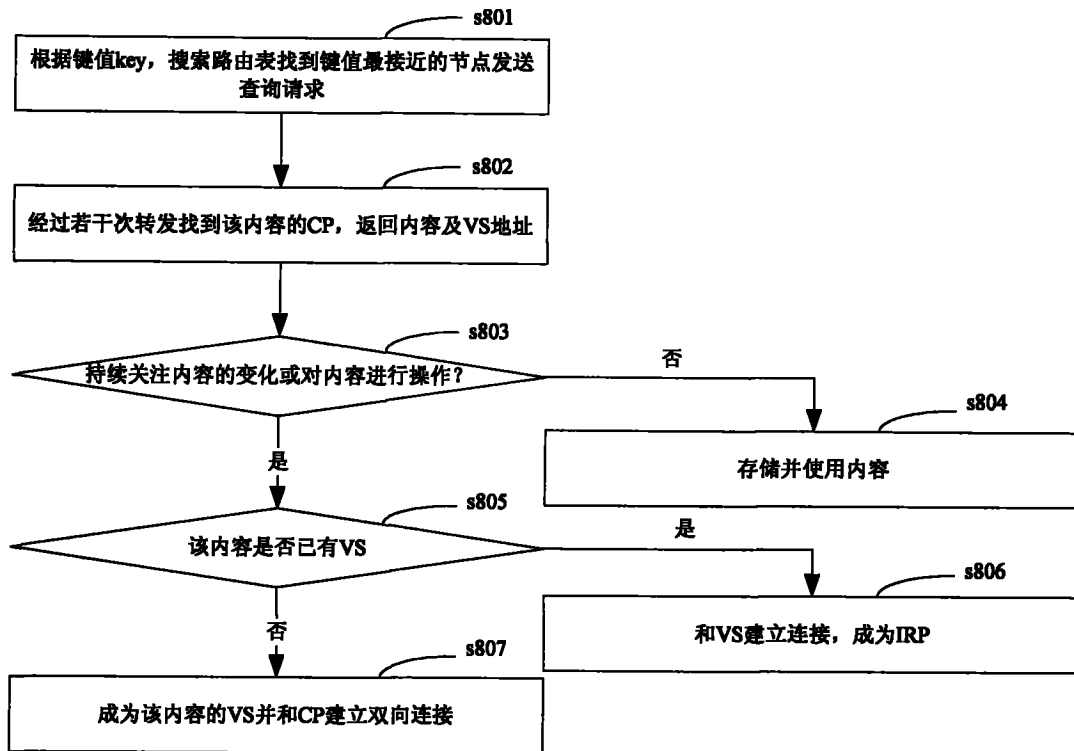 s801
根据键值key，搜索路由表找到键值最接近的节点发送
查询请求
s802
经过若干次转发找到该内容的CP，返回内容及VS地址
s803
持续关注内容的变化或对内容进行操作？
否
s804
存储并使用内容
是
s805
该内容是否已有VS
是
s806
和VS建立连接，成为IRP
否
s807
成为该内容的VS并和CP建立双向连接